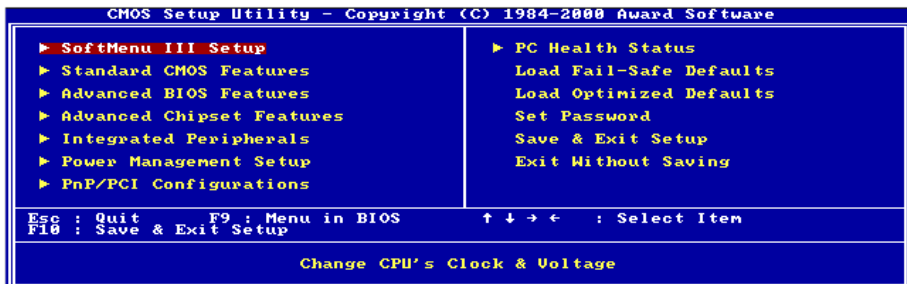 CMOS Setup Utility - Copyright (C) 1984-2000 Award Software
► SoftMenu III Setup
► Standard CMOS Features
► Advanced BIOS Features
► Advanced Chipset Features
► Integrated Peripherals
► Power Management Setup
► PnP/PCI Configurations
► PC Health Status
Load Fail-Safe Defaults
Load Optimized Defaults
Set Password
Save & Exit Setup
Exit Without Saving
Esc : Quit F9 : Menu in BIOS ↑ ↓ → ← : Select Item
F10 : Save & Exit Setup
Change CPU's Clock & Voltage